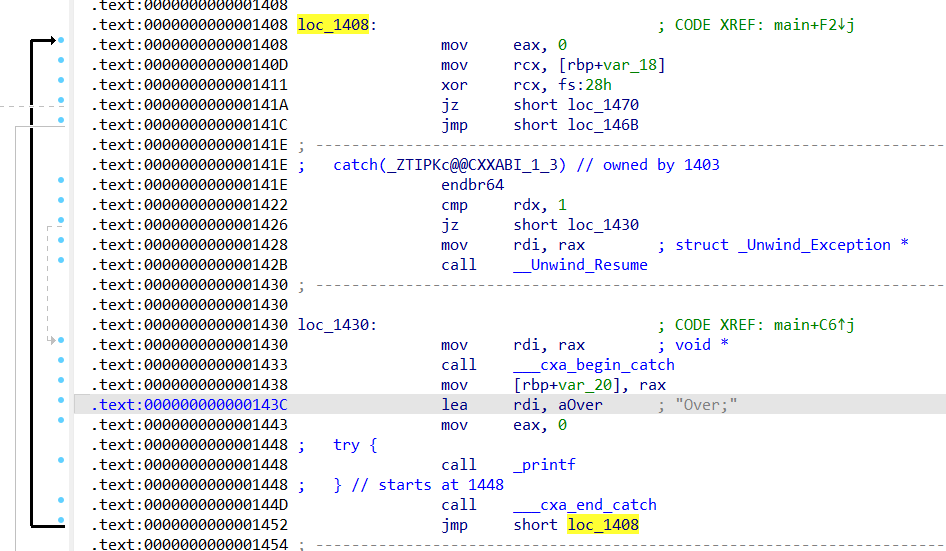 .text:0000000000001408
.text:0000000000001408 loc_1408: ; CODE XREF: main+F2↓j
.text:0000000000001408 mov eax, 0
.text:000000000000140D mov rcx, [rbp+var_18]
.text:0000000000001411 xor rcx, fs:28h
.text:000000000000141A jz short loc_1470
.text:000000000000141C jmp short loc_146B
.text:000000000000141E ; ---------------------------------------------------------------------------
.text:000000000000141E ; catch(_ZTIPKc@@CXXABI_1_3) // owned by 1403
.text:000000000000141E endbr64
.text:0000000000001422 cmp rdx, 1
.text:0000000000001426 jz short loc_1430
.text:0000000000001428 mov rdi, rax ; struct _Unwind_Exception *
.text:000000000000142B call __Unwind_Resume
.text:0000000000001430 ; ---------------------------------------------------------------------------
.text:0000000000001430
.text:0000000000001430 loc_1430: ; CODE XREF: main+C6↑j
.text:0000000000001430 mov rdi, rax ; void *
.text:0000000000001433 call ___cxa_begin_catch
.text:0000000000001438 mov [rbp+var_20], rax
.text:000000000000143C lea rdi, aOver ; "Over;"
.text:0000000000001443 mov eax, 0
.text:0000000000001448 ; try {
.text:0000000000001448 call _printf
.text:0000000000001448 ; } // starts at 1448
.text:000000000000144D call ___cxa_end_catch
.text:0000000000001452 jmp short loc_1408
.text:0000000000001454 ; ---------------------------------------------------------------------------